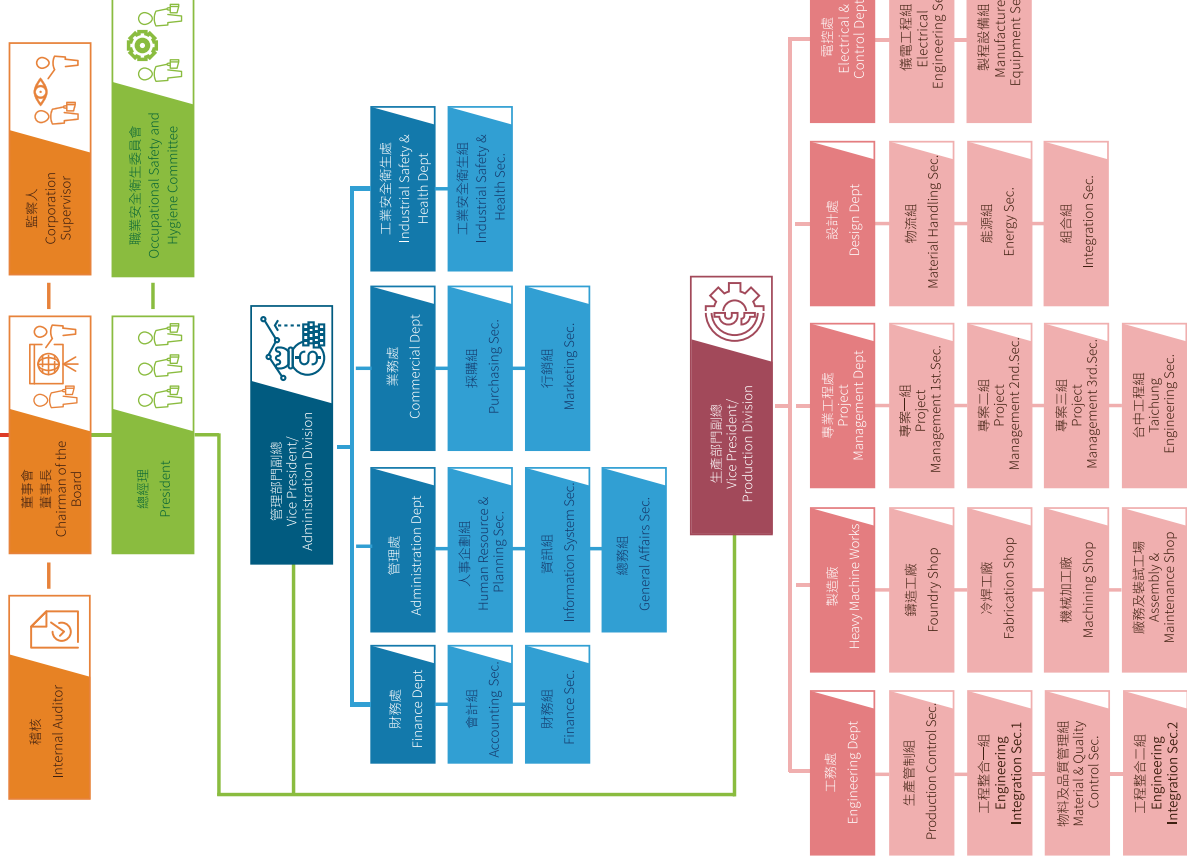 稽核
Internal Auditor
董事會
董事長
Chairman of the
Board
監察人
Corporation
Supervisor
總經理
President
職業安全衛生委員會
Occupational Safety and
Hygiene Committee
管理部門副總
Vice President/
Administration Division
財務處
Finance Dept
會計組
Accounting Sec.
財務組
Finance Sec.
管理處
Administration Dept
人事企劃組
Human Resource &
Planning Sec.
資訊組
Information System Sec.
總務組
General Affairs Sec.
業務處
Commercial Dept
採購組
Purchasing Sec.
行銷組
Marketing Sec.
工業安全衛生處
Industrial Safety &
Health Dept
工業安全衛生組
Industrial Safety &
Health Sec.
生產部門副總
Vice President/
Production Division
工務處
Engineering Dept
生產管制組
Production Control Sec.
工程整合一組
Engineering
Integration Sec.1
物料及品質管理組
Material & Quality
Control Sec.
工程整合二組
Engineering
Integration Sec.2
製造廠
Heavy Machine Works
鑄造工廠
Foundry Shop
冷焊工廠
Fabrication Shop
機械加工廠
Machining Shop
廠務及裝試工場
Assembly &
Maintenance Shop
專業工程處
Project
Management Dept
專案一組
Project
Management 1st.Sec.
專案二組
Project
Management 2nd.Sec.
專案三組
Project
Management 3rd.Sec.
台中工程組
Taichung
Engineering Sec.
設計處
Design Dept
物流組
Material Handling Sec.
能源組
Energy Sec.
組合組
Integration Sec.
電控處
Electrical &
Control Dept
儀電工程組
Electrical
Engineering Se
製程設備組
Manufacture
Equipment Se